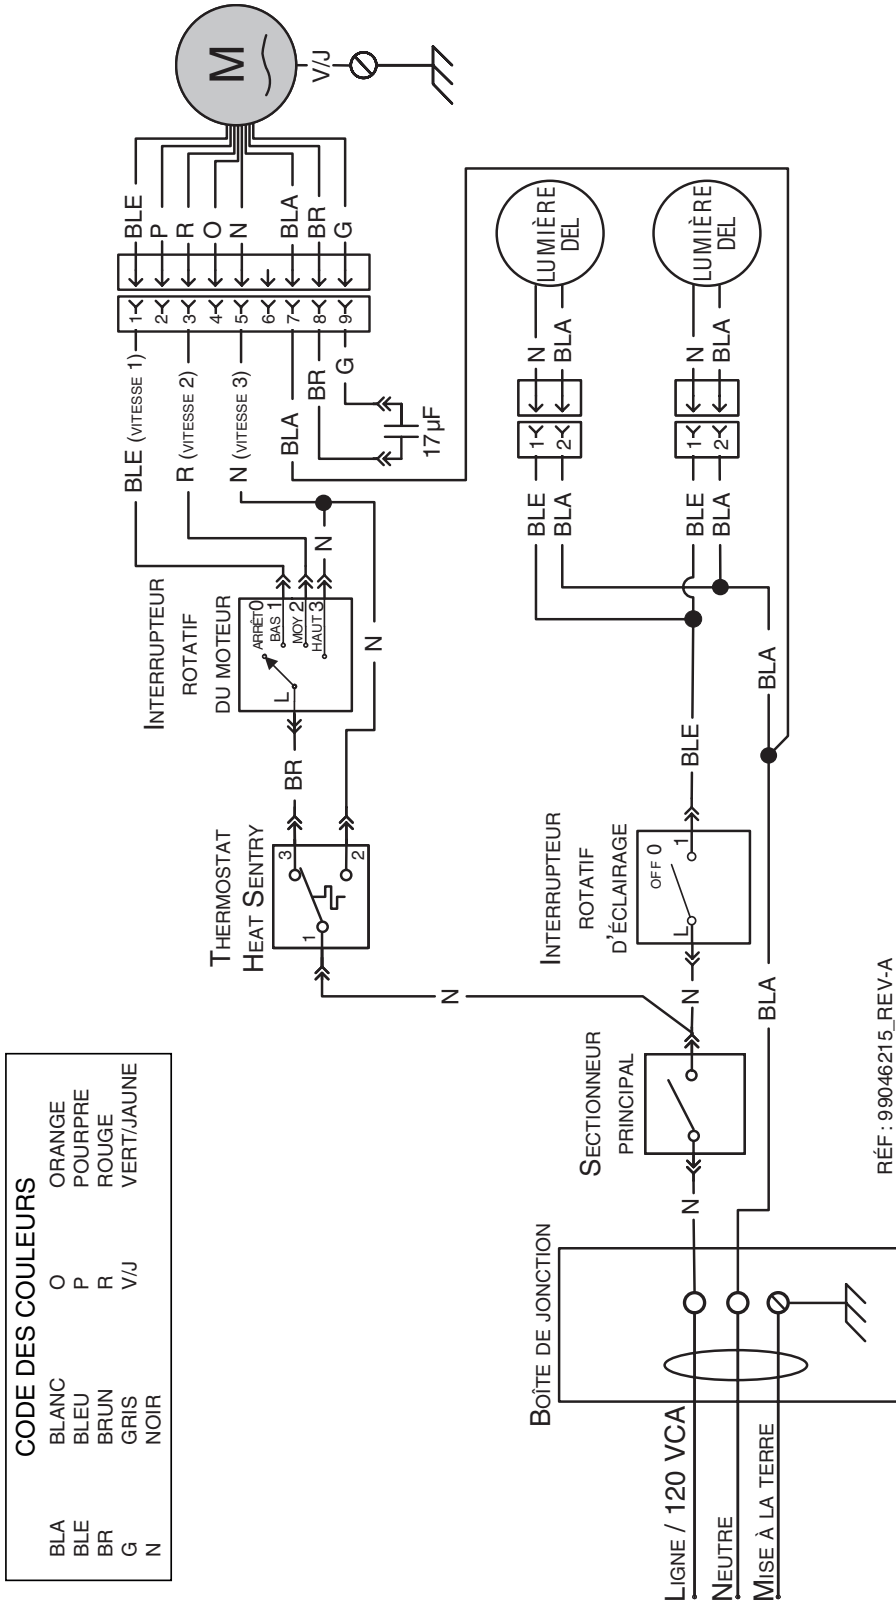 CODE DES COULEURS
BLA BLANC O ORANGE
BLE BLEU P POURPRE
BR BRUN R ROUGE
G GRIS V/J VERT/JAUNE
N NOIR
M
V/J
BLE
P
R
O
N
BLA
BR
G
1
2
3
4
5
6
7
8
9
BLE (VITESSE 1)
R (VITESSE 2)
N (VITESSE 3)
BLA
BR
G
17 µF
INTERRUPTEUR
ROTATIF
DU MOTEUR
ARRÊT 0
BAS 1
MOY 2
HAUT 3
L
N
N
BR
THERMOSTAT
HEAT SENTRY
3
2
1
N
LUMIÈRE
DEL
N
BLA
1
2
BLE
BLA
LUMIÈRE
DEL
N
BLA
1
2
BLE
BLA
BLA
BLE
INTERRUPTEUR
ROTATIF
D'ÉCLAIRAGE
OFF 0
1
L
N
BLA
SECTIONNEUR
PRINCIPAL
N
BOÎTE DE JONCTION
LIGNE / 120 VCA
NEUTRE
MISE À LA TERRE
RÉF : 99046215_REV-A